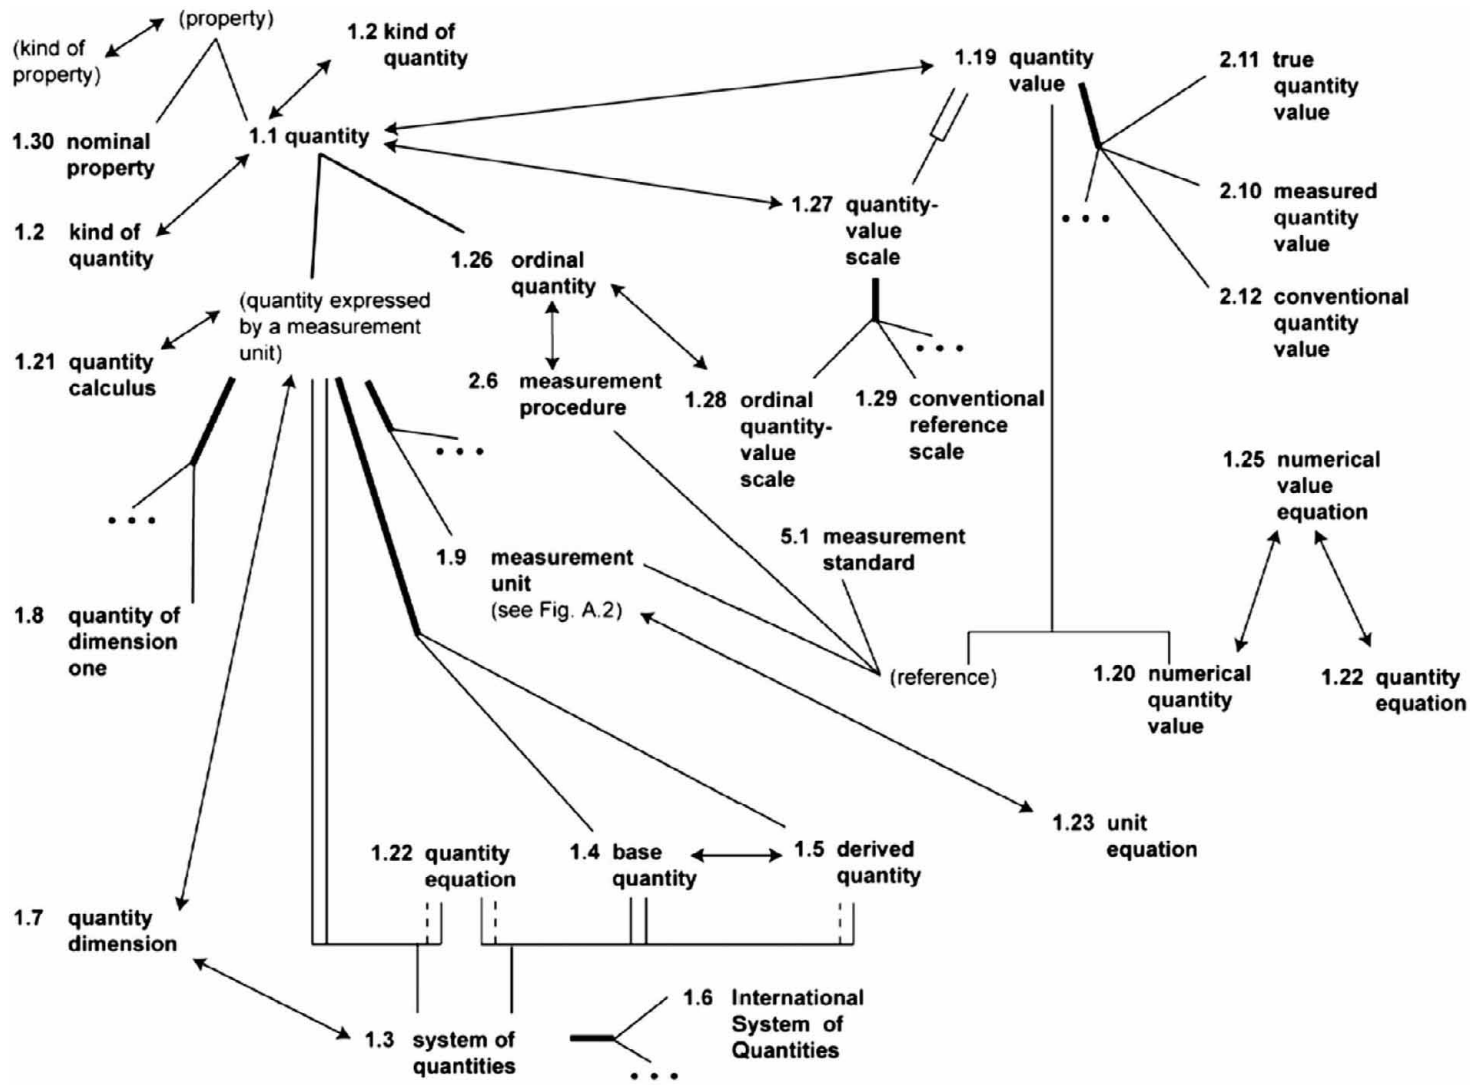 (property)
(kind of
property)
1.2 kind of
quantity
1.19 quantity
value
2.11 true
quantity
value
1.30 nominal
property
1.1 quantity
2.10 measured
quantity
value
1.27 quantity-
value
scale
1.2 kind of
quantity
1.26 ordinal
quantity
2.12 conventional
quantity
value
(quantity expressed
by a measurement
unit)
1.21 quantity
calculus
2.6 measurement
procedure
1.28 ordinal
quantity-
value
scale
1.29 conventional
reference
scale
1.25 numerical
value
equation
5.1 measurement
standard
1.9 measurement
unit
(see Fig. A.2)
1.8 quantity of
dimension
one
(reference)
1.20 numerical
quantity
value
1.22 quantity
equation
1.23 unit
equation
1.22 quantity
equation
1.4 base
quantity
1.5 derived
quantity
1.7 quantity
dimension
1.3 system of
quantities
1.6 International
System of
Quantities